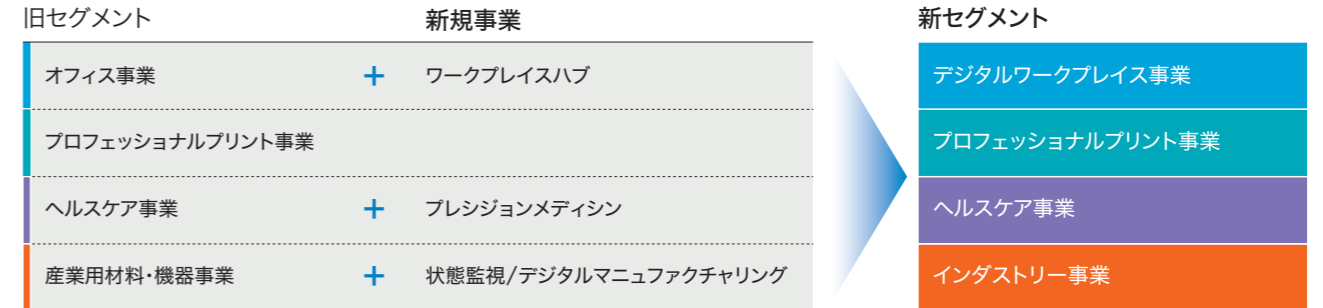 旧セグメント 新規事業 新セグメント
オフィス事業 + ワークプレイスハブ デジタルワークプレイス事業
プロフェッショナルプリント事業 プロフェッショナルプリント事業
ヘルスケア事業 + プレシジョンメディシン ヘルスケア事業
産業用材料・機器事業 + 状態監視/デジタルマニュファクチャリング インダストリー事業